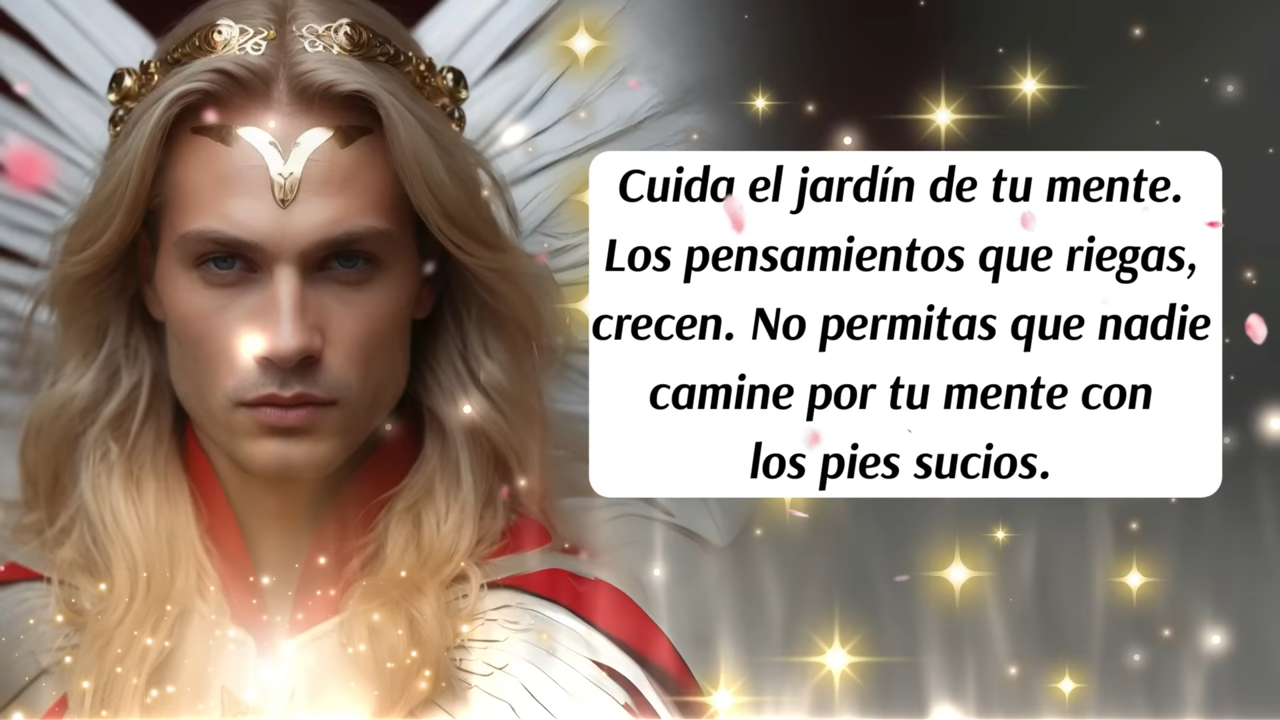 Cuida el jardín de tu mente.
Los pensamientos que riegas,
crecen. No permitas que nadie
camine por tu mente con
los pies sucios.